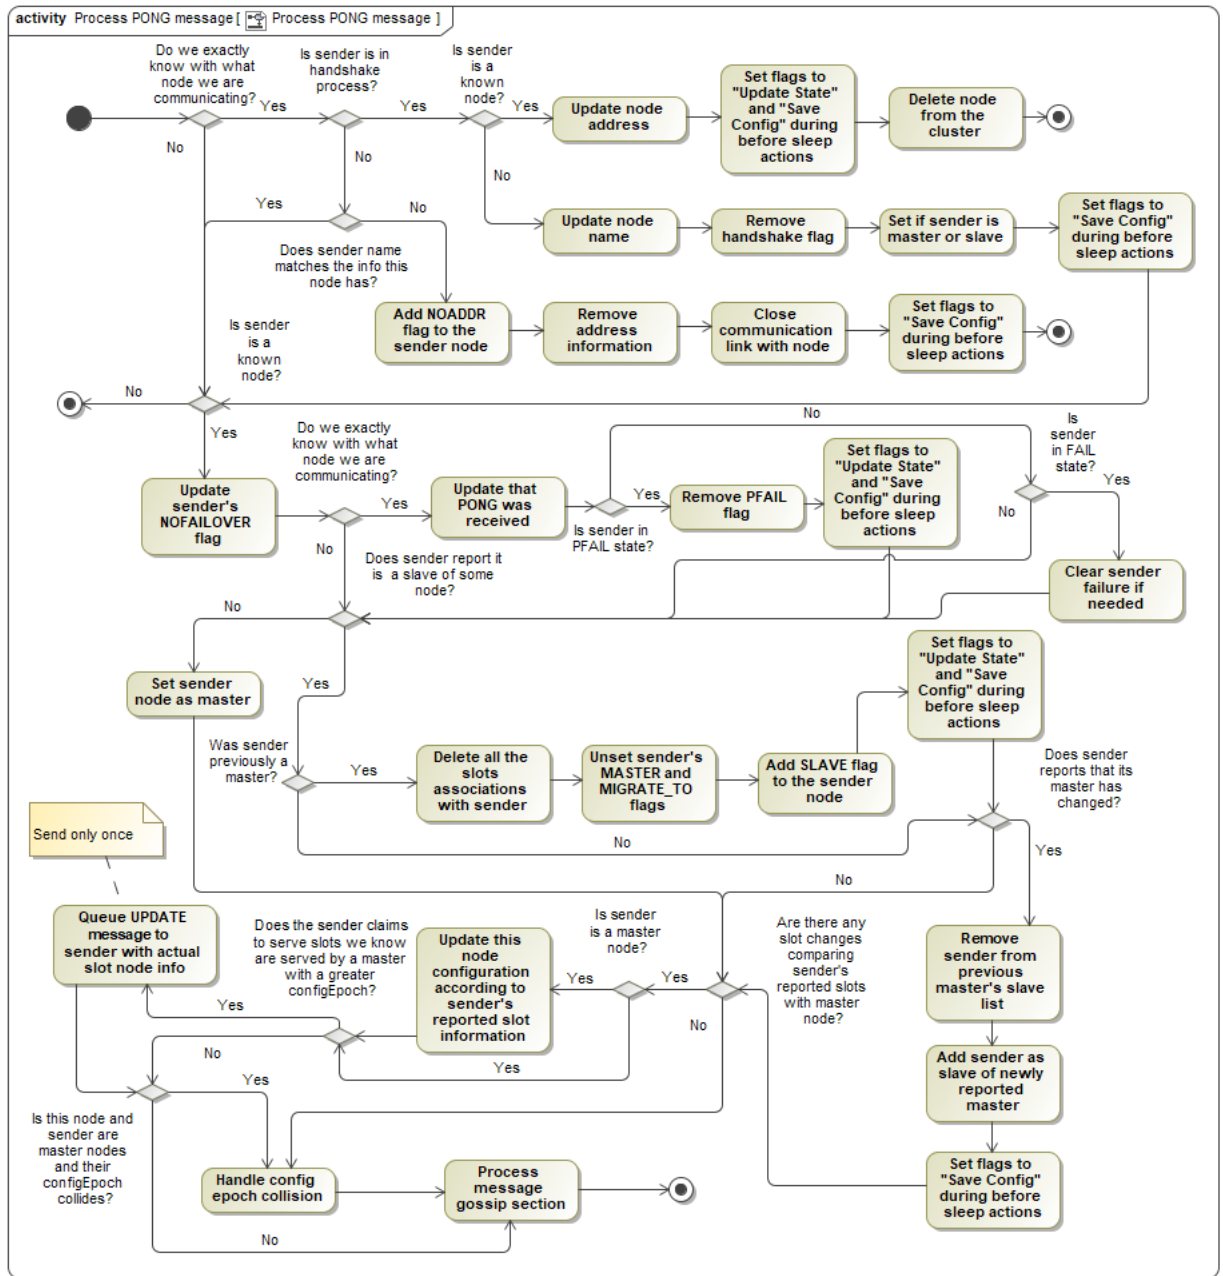 activity Process PONG message [ Process PONG message ]
Do we exactly
know with what
node we are
communicating?
Is sender is in
handshake
process?
Is sender
is a
known
node?
Yes
Yes
Yes
No
No
No
Update node
address
Set flags to
"Update State"
and "Save
Config" during
before sleep
actions
Delete node
from the
cluster
Yes
No
Does sender name
matches the info this
node has?
Update node
name
Remove
handshake flag
Set if sender is
master or slave
Set flags to
"Save Config"
during before
sleep actions
Add NOADDR
flag to the
sender node
Remove
address
information
Close
communication
link with node
Set flags to
"Save Config"
during before
sleep actions
Is sender
is a
known
node?
No
Yes
Do we exactly
know with what
node we are
communicating?
Update
sender's
NOFAILOVER
flag
Yes
No
Update that
PONG was
received
Is sender in
PFAIL state?
Yes
No
Remove PFAIL
flag
Set flags to
"Update State"
and "Save
Config" during
before sleep
actions
Is
sender
in FAIL
state?
Yes
No
Clear sender
failure if
needed
Does sender report it
is a slave of some
node?
No
Yes
Set sender
node as master
Was sender
previously a
master?
Yes
No
Delete all the
slots
associations
with sender
Unset sender's
MASTER and
MIGRATE_TO
flags
Add SLAVE flag
to the sender
node
Set flags to
"Update State"
and "Save
Config" during
before sleep
actions
Does sender
reports that its
master has
changed?
Yes
No
Send only once
Queue UPDATE
message to
sender with actual
slot node info
Does the sender claims
to serve slots we know
are served by a master
with a greater
configEpoch?
Yes
No
Update this
node
configuration
according to
sender's
reported slot
information
Is sender
is a master
node?
Yes
Yes
No
Yes
Are there any
slot changes
comparing
sender's
reported slots
with master
node?
Remove
sender from
previous
master's slave
list
Add sender as
slave of newly
reported
master
Set flags to
"Save Config"
during before
sleep actions
Is this node and
sender are
master nodes
and their
configEpoch
collides?
Yes
No
Handle config
epoch collision
Process
message
gossip section